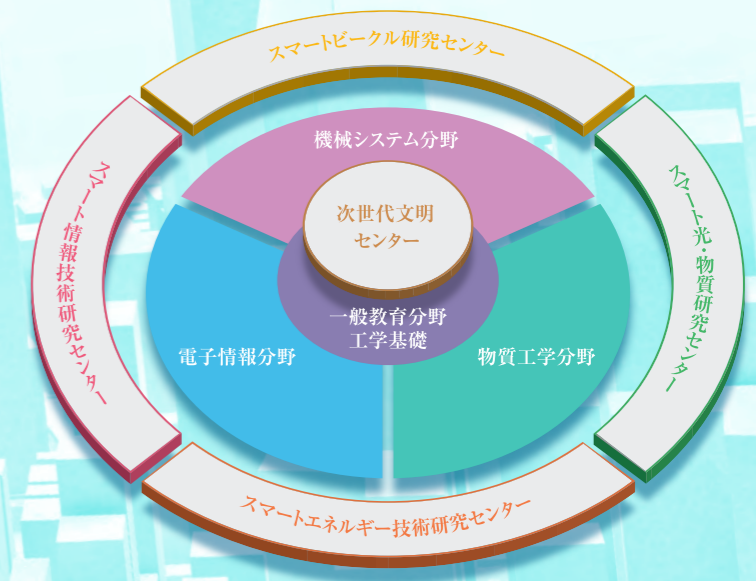 スマートビークル研究センター
機械システム分野
次世代文明
センター
スマート情報技術研究センター
スマート光・物質研究センター
一般教育分野
工学基礎
電子情報分野
物質工学分野
スマートエネルギー技術研究センター